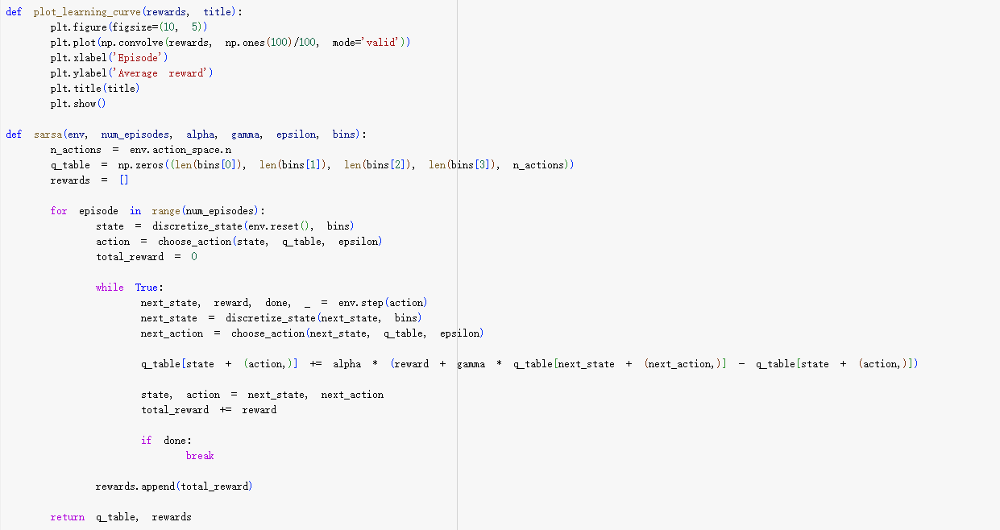 def plot_learning_curve(rewards, title):
    plt.figure(figsize=(10, 5))
    plt.plot(np.convolve(rewards, np.ones(100)/100, mode='valid'))
    plt.xlabel('Episode')
    plt.ylabel('Average reward')
    plt.title(title)
    plt.show()

def sarsa(env, num_episodes, alpha, gamma, epsilon, bins):
    n_actions = env.action_space.n
    q_table = np.zeros((len(bins[0]), len(bins[1]), len(bins[2]), len(bins[3]), n_actions))
    rewards = []

    for episode in range(num_episodes):
        state = discretize_state(env.reset(), bins)
        action = choose_action(state, q_table, epsilon)
        total_reward = 0

        while True:
            next_state, reward, done, _ = env.step(action)
            next_state = discretize_state(next_state, bins)
            next_action = choose_action(next_state, q_table, epsilon)

            q_table[state + (action,)] += alpha * (reward + gamma * q_table[next_state + (next_action,)] - q_table[state + (action,)])

            state, action = next_state, next_action
            total_reward += reward

            if done:
                break

        rewards.append(total_reward)

    return q_table, rewards